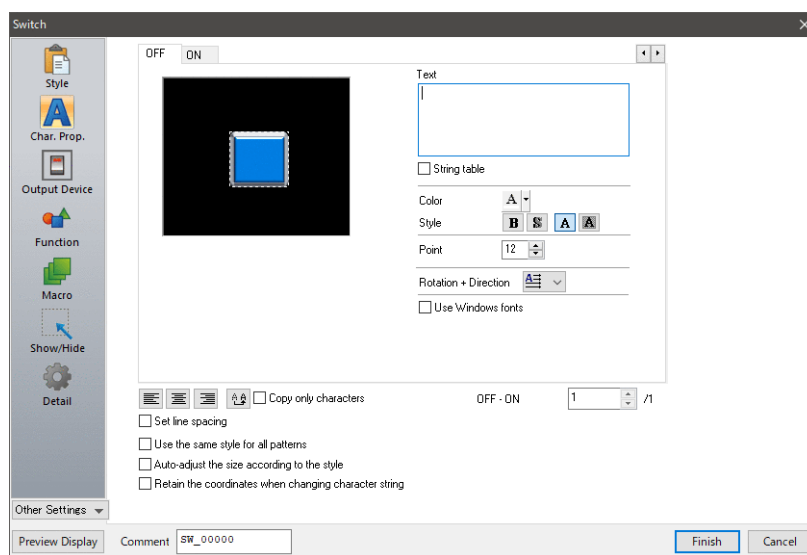 Switch
Style
Char. Prop.
Output Device
Function
Macro
Show/Hide
Detail
Other Settings
OFF ON
Text
String table
Color A
Style B S A A
Point 12
Rotation + Direction A
Use Windows fonts
Copy only characters
OFF - ON 1 /1
Set line spacing
Use the same style for all patterns
Auto-adjust the size according to the style
Retain the coordinates when changing character string
Preview Display Comment SW_00000 Finish Cancel